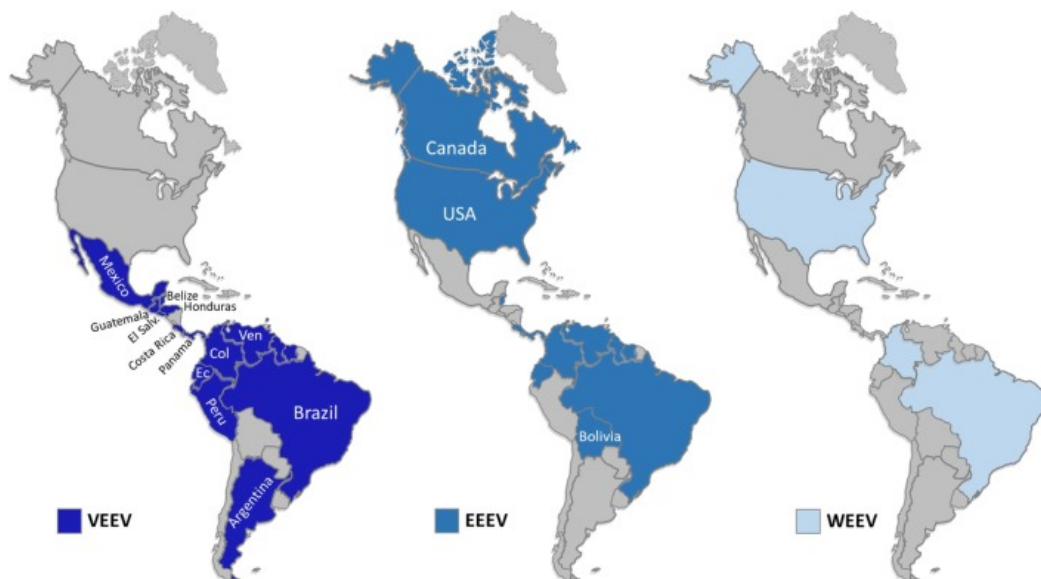 Canada
USA
Mexico
Belize
Honduras
Guatemala
El Salv.
Costa Rica
Panama
Ven
Col
Ec
Peru
Brazil
Argentina
Bolivia
VEEV
EEEV
WEEV